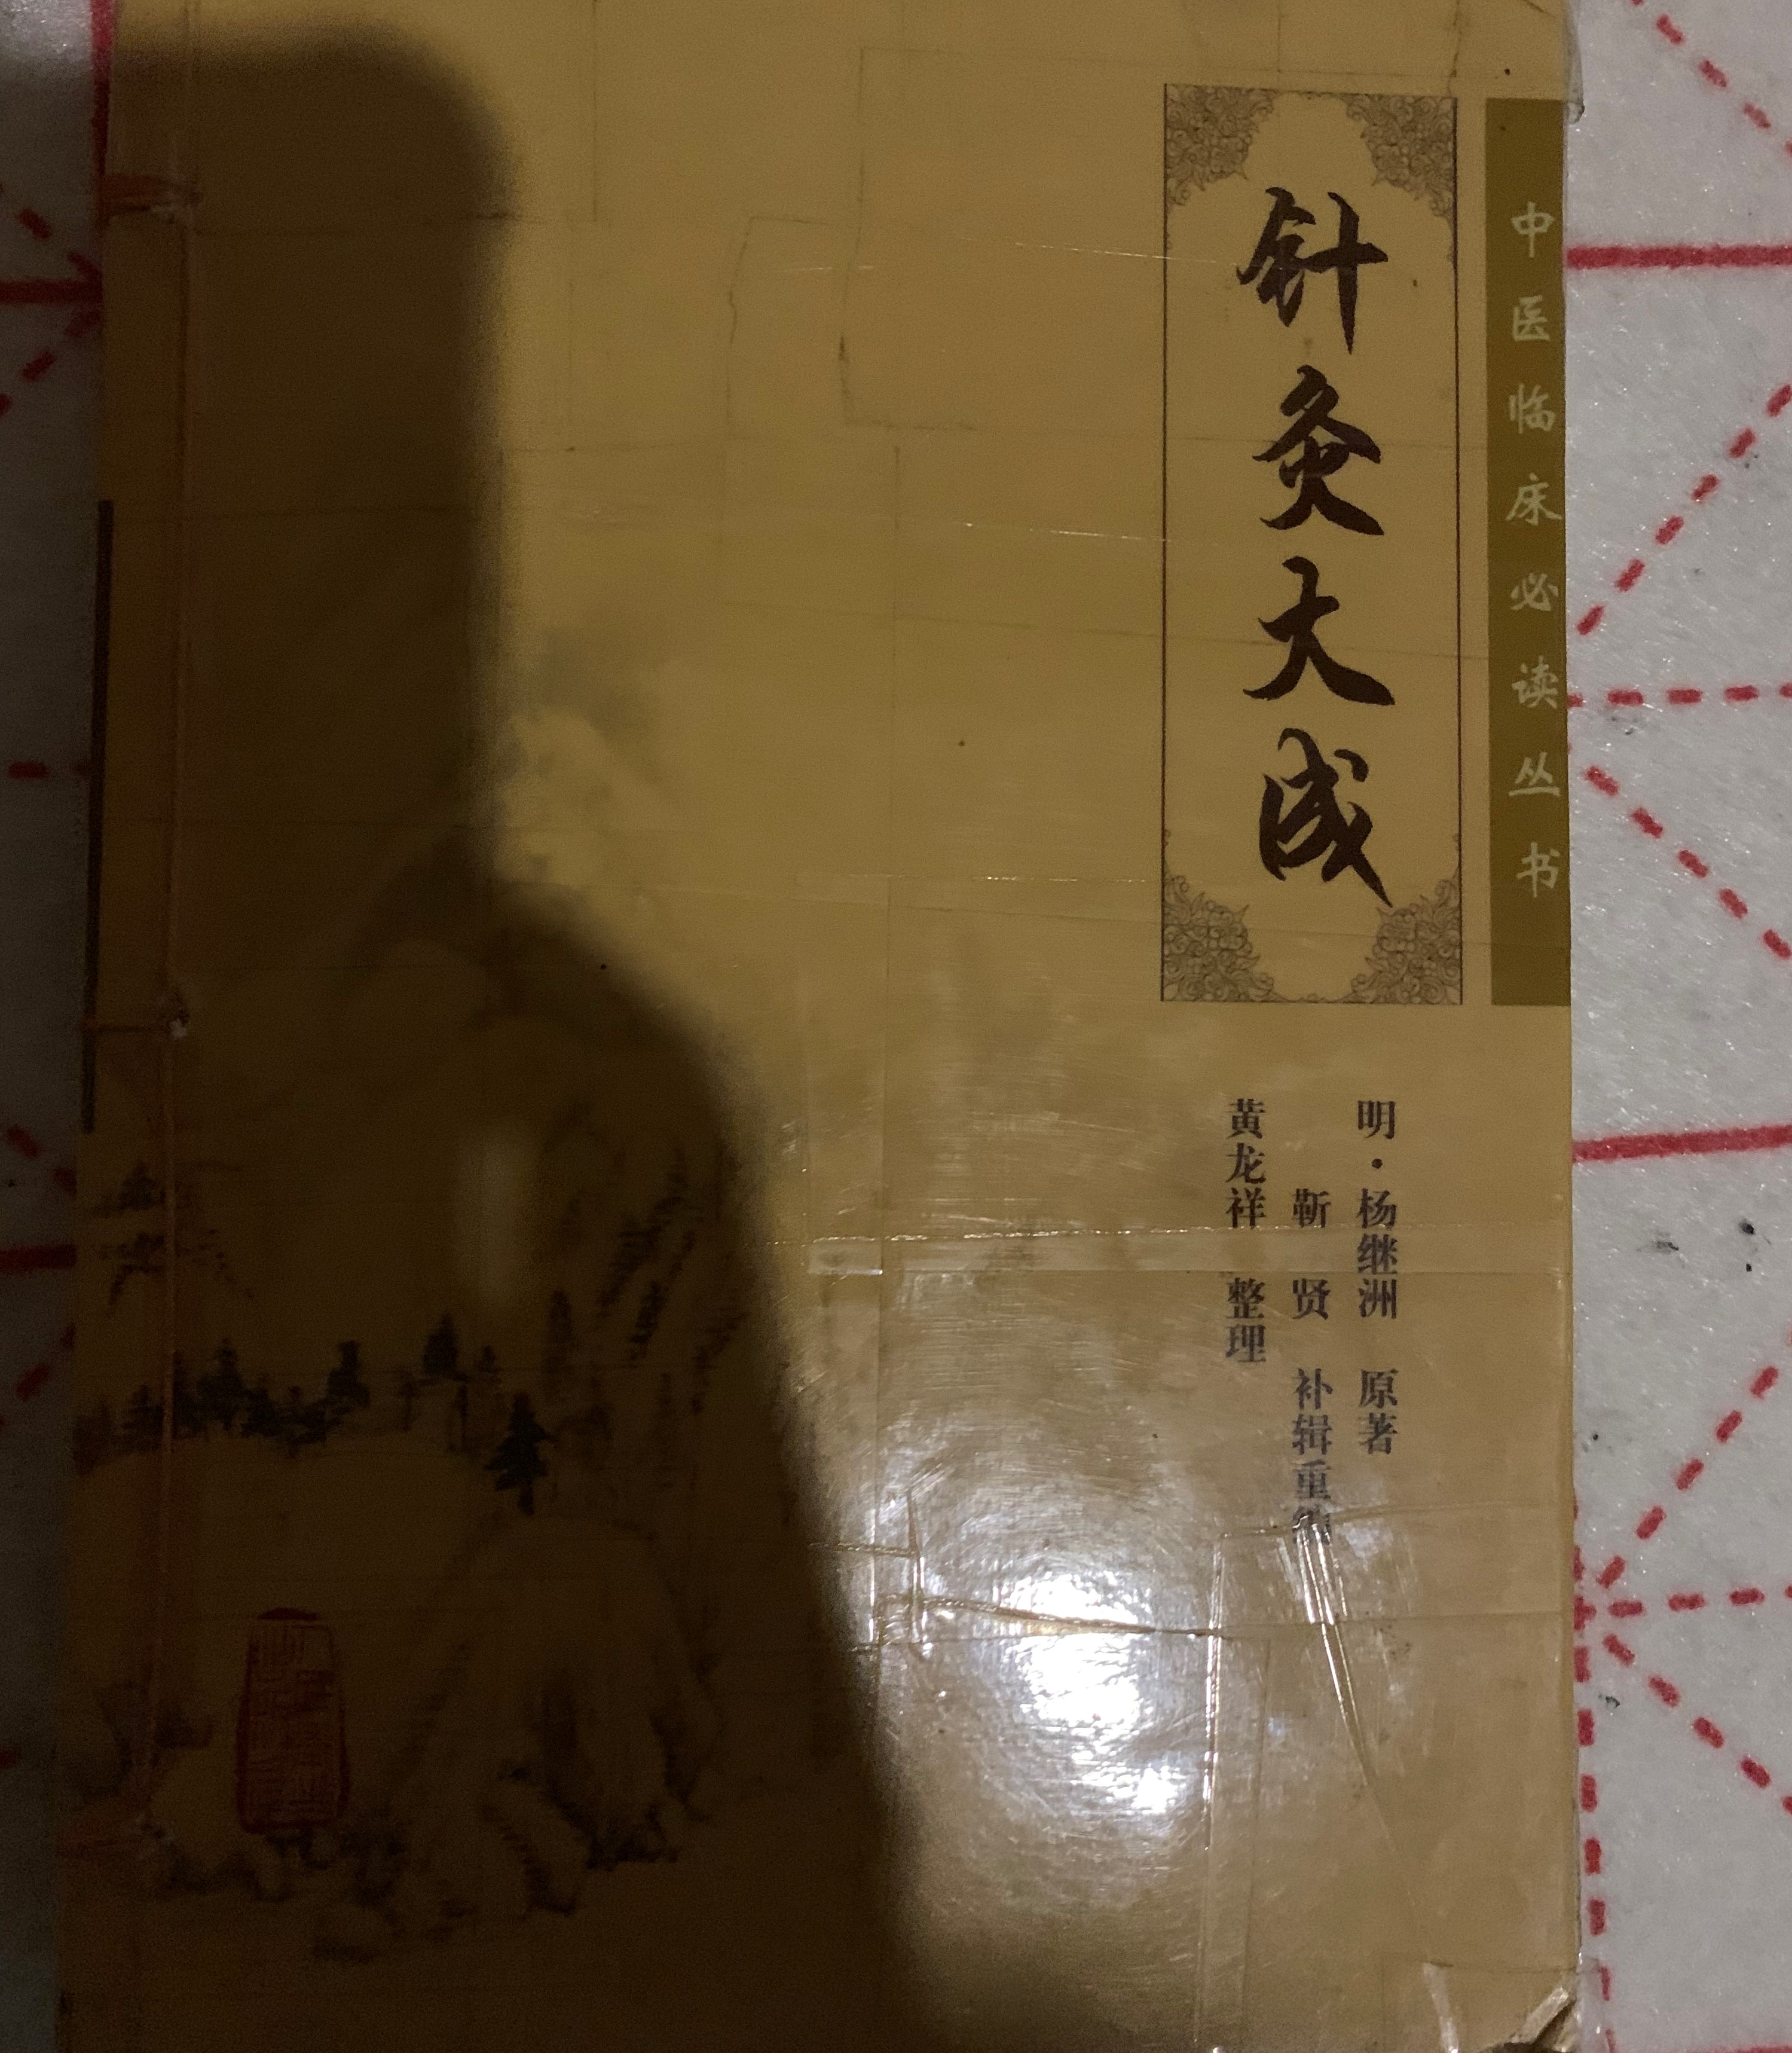 中医临床必读丛书
针灸大成
明·杨继洲 原著
靳贤 补辑重
黄龙祥 整理